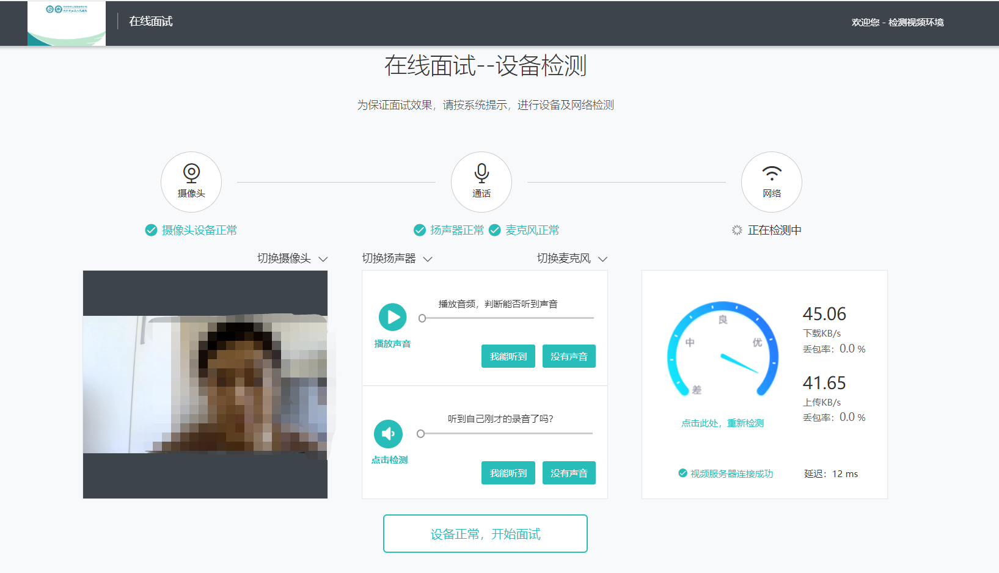 在线面试
欢迎您 - 检测视频环境
在线面试--设备检测
为保证面试效果，请按系统提示，进行设备及网络检测
摄像头
通话
网络
摄像头设备正常
扬声器正常
麦克风正常
正在检测中
切换摄像头
切换扬声器
切换麦克风
播放音频，判断能否听到声音
播放声音
我能听到
没有声音
听到自己刚才的录音了吗?
点击检测
我能听到
没有声音
良
中
优
差
45.06
下载KB/s
丢包率：0.0 %
41.65
上传KB/s
丢包率：0.0 %
点击此处，重新检测
视频服务器连接成功
延迟：12 ms
设备正常，开始面试